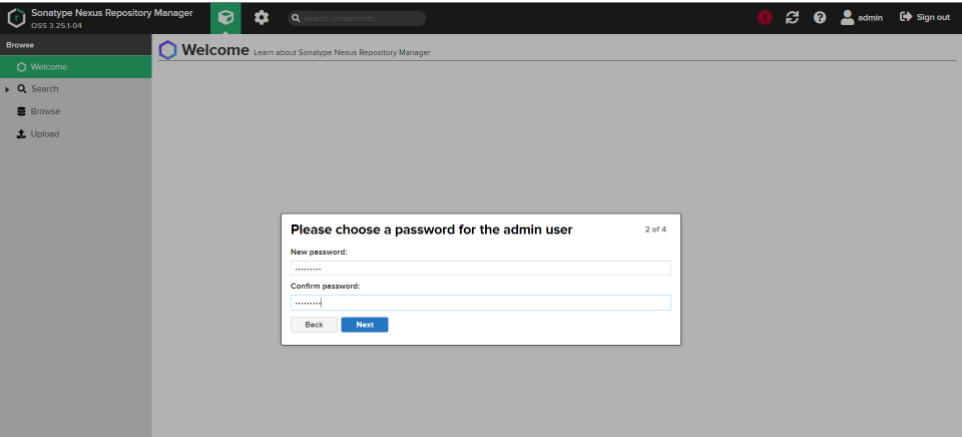 Sonatype Nexus Repository Manager
OSS 3.25.1-04
Search components
admin
Sign out
Browse
Welcome
Search
Browse
Upload
Welcome Learn about Sonatype Nexus Repository Manager
Please choose a password for the admin user
2 of 4
New password:
•••••••••
Confirm password:
•••••••••
Back
Next